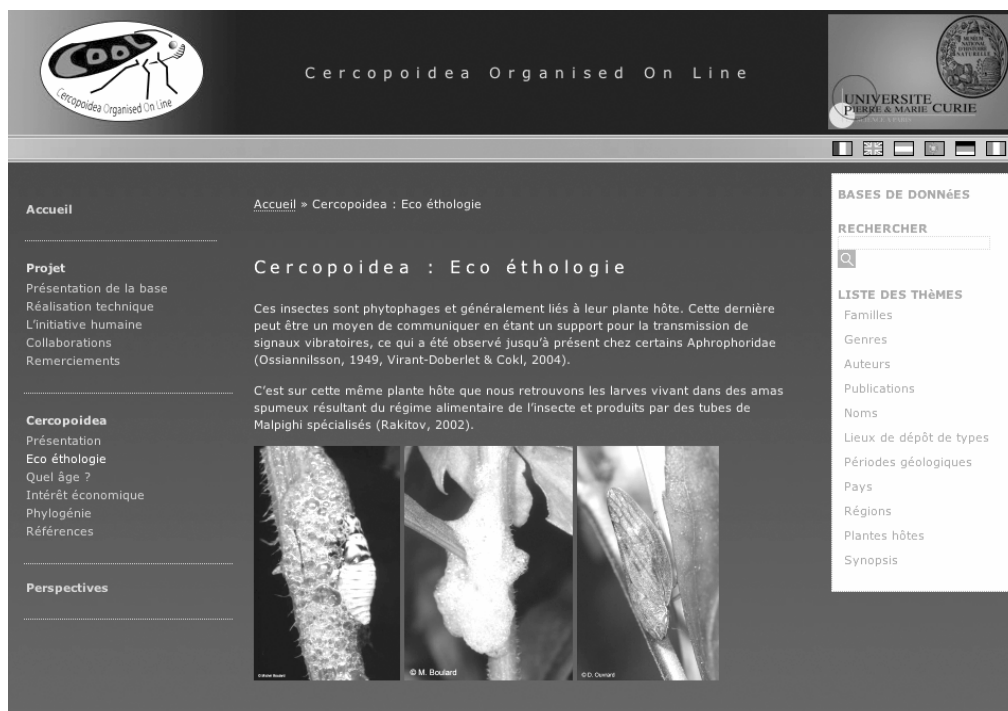 COOL
Cercopoidea Organised On Line
Cercopoidea Organised On Line
MUSEUM
NATIONAL
D'HISTOIRE
NATURELLE
UNIVERSITE
PIERRE & MARIE CURIE
Accueil
Projet
Présentation de la base
Réalisation technique
L'initiative humaine
Collaborations
Remerciements
Cercopoidea
Présentation
Eco éthologie
Quel âge ?
Intérêt économique
Phylogénie
Références
Perspectives
Accueil » Cercopoidea : Eco éthologie
Cercopoidea : Eco éthologie
Ces insectes sont phytophages et généralement liés à leur plante hôte. Cette dernière
peut être un moyen de communiquer en étant un support pour la transmission de
signaux vibratoires, ce qui a été observé jusqu'à présent chez certains Aphrophoridae
(Ossiannilsson, 1949, Virant-Doberlet & Cokl, 2004).
C'est sur cette même plante hôte que nous retrouvons les larves vivant dans des amas
spumeux résultant du régime alimentaire de l'insecte et produits par des tubes de
Malpighi spécialisés (Rakitov, 2002).
© M. Boulard
© D. Ouvrard
BASES DE DONNéES
RECHERCHER
LISTE DES THèMES
Familles
Genres
Auteurs
Publications
Noms
Lieux de dépôt de types
Périodes géologiques
Pays
Régions
Plantes hôtes
Synopsis